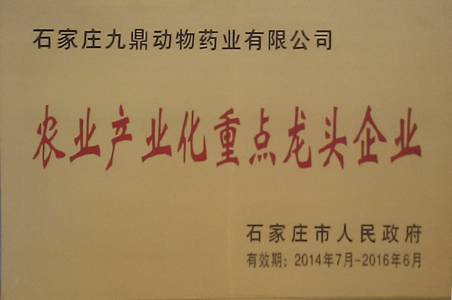 石家庄九鼎动物药业有限公司
农业产业化重点龙头企业
石家庄市人民政府
有效期：2014年7月-2016年6月